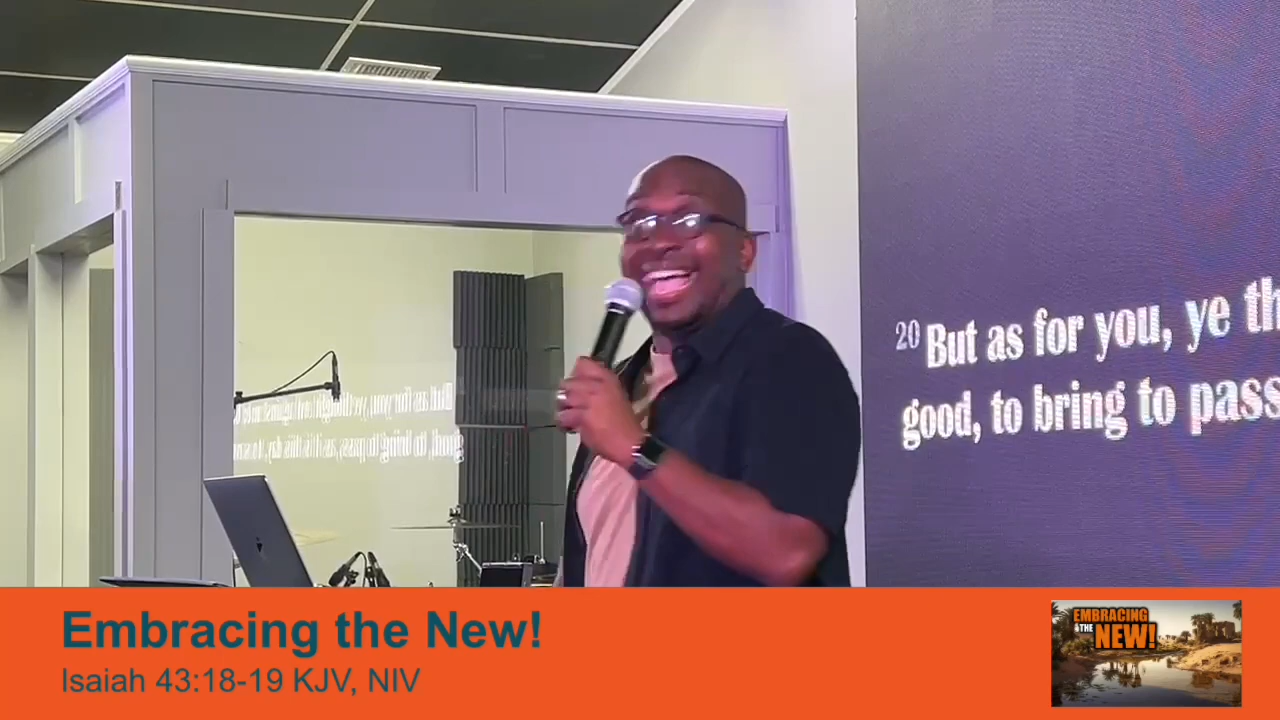 20 But as for you, ye th
good, to bring to pass
Embracing the New!
Isaiah 43:18-19 KJV, NIV
EMBRACING
THE NEW!